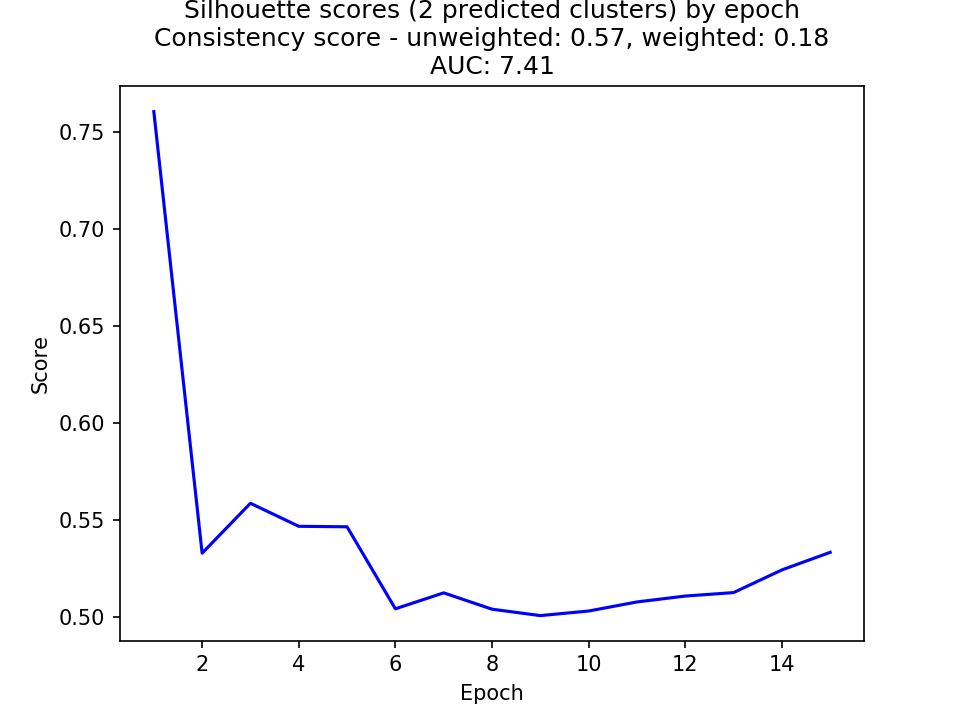 Silhouette scores (2 predicted clusters) by epoch
Consistency score - unweighted: 0.57, weighted: 0.18
AUC: 7.41
0.75
0.70
0.65
0.60
0.55
0.50
Score
2 4 6 8 10 12 14
Epoch